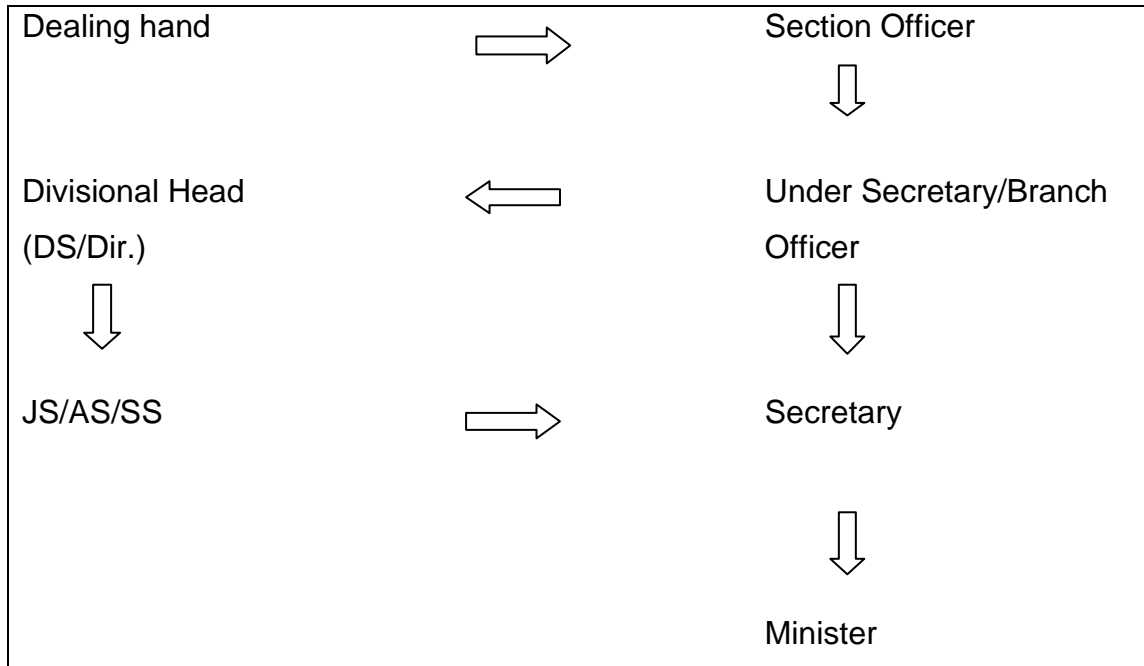 Dealing hand
Section Officer
Divisional Head
(DS/Dir.)
Under Secretary/Branch
Officer
JS/AS/SS
Secretary
Minister